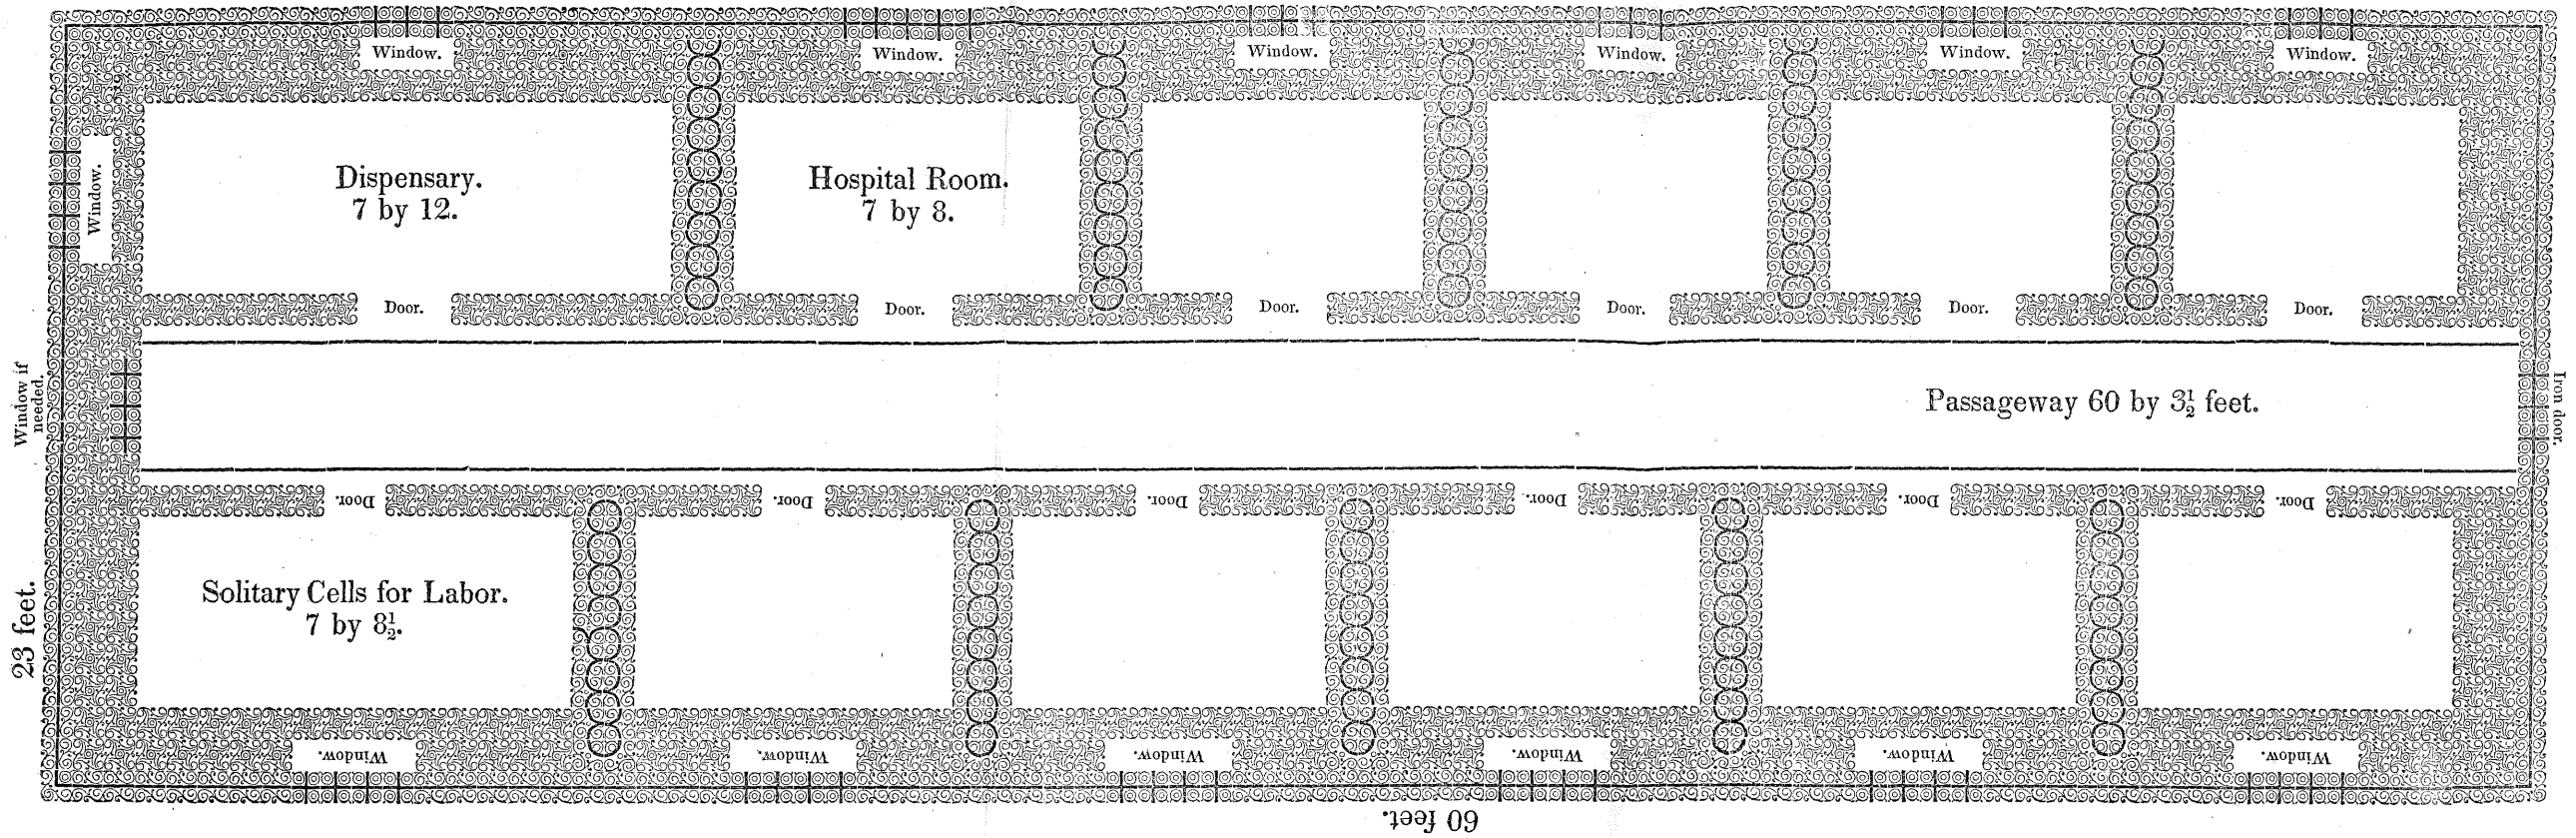 Window.
Window.
Window.
Window.
Window.
Window.
Window.
Dispensary.
7 by 12.
Hospital Room.
7 by 8.
Door.
Door.
Door.
Door.
Door.
Door.
Window if
needed.
Passageway 60 by 3½ feet.
Iron door.
Door.
Door.
Door.
Door.
Door.
Door.
Solitary Cells for Labor.
7 by 8½.
23 feet.
Window.
Window.
Window.
Window.
Window.
Window.
60 feet.